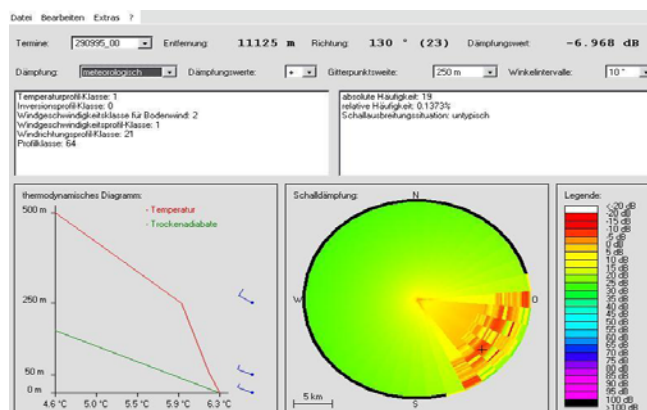 Datei Bearbeiten Extras ?
Termine: 290995_00 Entfernung: 11125 m Richtung: 130 ° (23) Dämpfungswert: -6.968 dB
Dämpfung: meteorologisch Dämpfungswerte: + Gitterpunktsweite: 250 m Winkelintervalle: 10 °
Temperaturprofil-Klasse: 1
Inversionsprofil-Klasse: 0
Windgeschwindigkeitsklasse für Bodenwind: 2
Windgeschwindigkeitsprofil-Klasse: 1
Windrichtungsprofil-Klasse: 21
Profilklasse: 64
absolute Häufigkeit: 19
relative Häufigkeit: 0.1373%
Schallausbreitungssituation: untypisch
thermodynamisches Diagramm:
- Temperatur
- Trockenadiabate
500 m
250 m
50 m
0 m
4.6 °C 5.0 °C 5.5 °C 5.9 °C 6.3 °C
Schalldämpfung:
N
W
O
S
5 km
Legende:
<-20 dB
-20 dB
-15 dB
-10 dB
-5 dB
0 dB
5 dB
10 dB
15 dB
20 dB
25 dB
30 dB
35 dB
40 dB
45 dB
50 dB
55 dB
60 dB
65 dB
70 dB
75 dB
80 dB
85 dB
90 dB
95 dB
100 dB
>100 dB